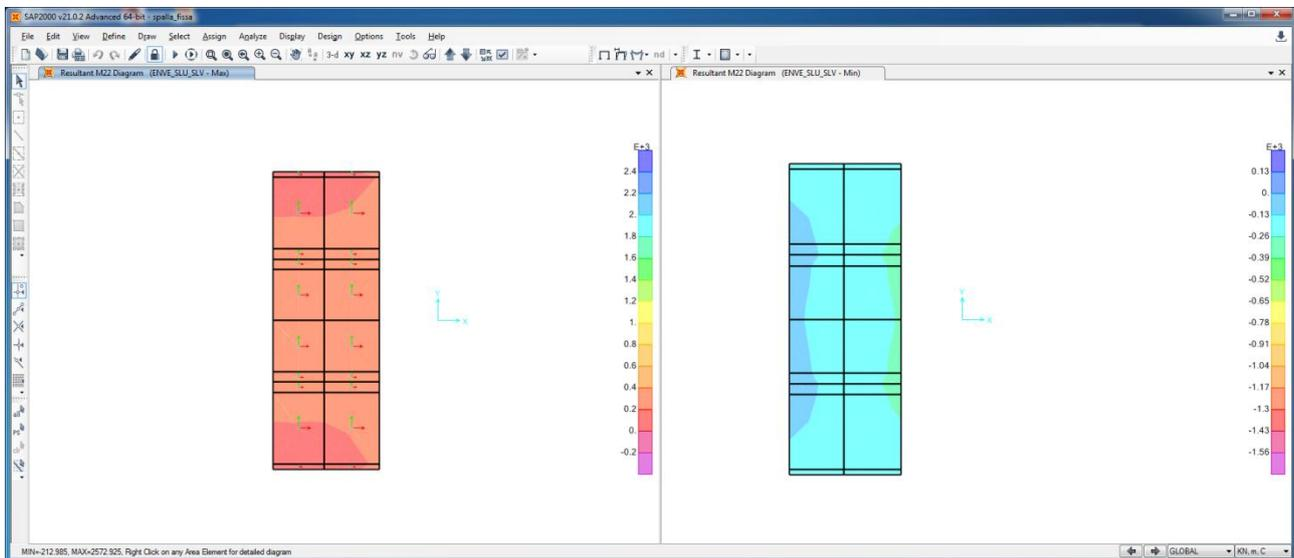 SAP2000 v21.0.2 Advanced 64-bit - spalla_fissa
File Edit View Define Draw Select Assign Analyze Display Design Options Tools Help
3-d xy xz yz nv nd
Resultant M22 Diagram (ENVE_SLU_SLV - Max)
Resultant M22 Diagram (ENVE_SLU_SLV - Min)
E+3
2.4
2.2
2.
1.8
1.6
1.4
1.2
1.
0.8
0.6
0.4
0.2
0.
-0.2
Y
X
E+3
0.13
0.
-0.13
-0.26
-0.39
-0.52
-0.65
-0.78
-0.91
-1.04
-1.17
-1.3
-1.43
-1.56
Y
X
all
PS
clr
MIN=-212.985, MAX=2572.925, Right Click on any Area Element for detailed diagram
GLOBAL
KN, m, C